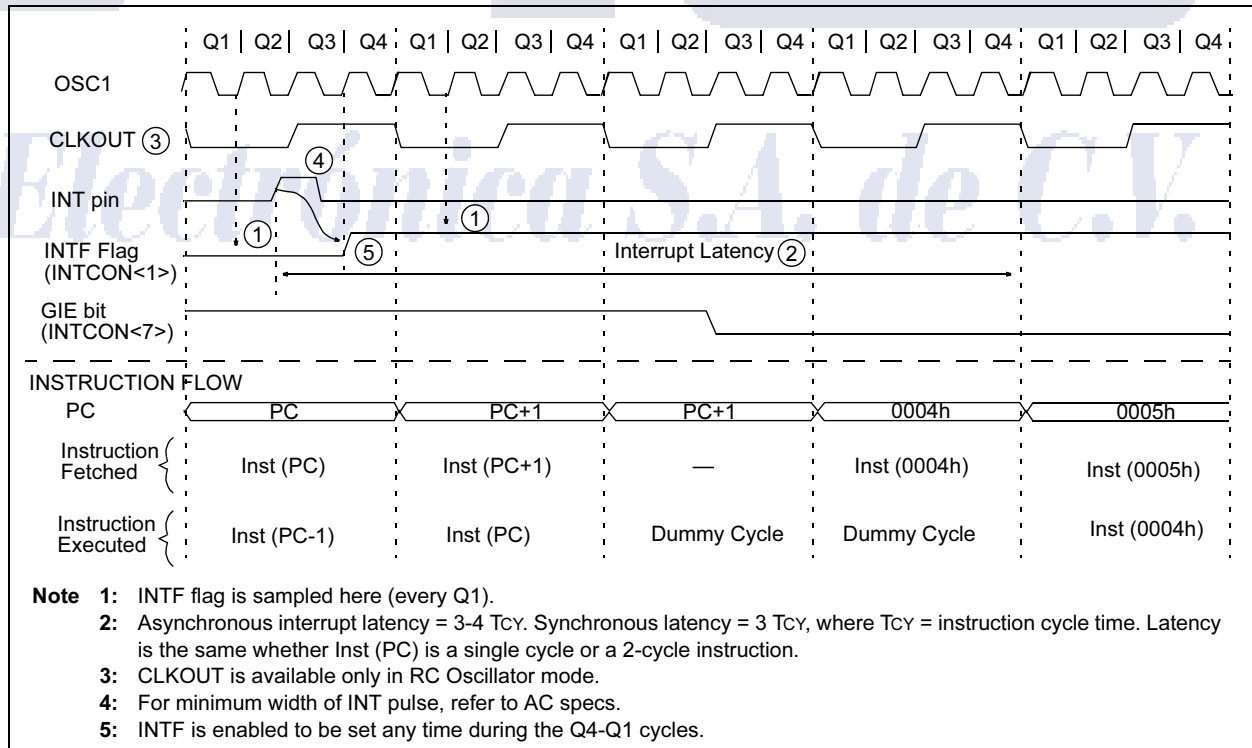 Q1 | Q2 | Q3 | Q4 Q1 | Q2 | Q3 | Q4 Q1 | Q2 | Q3 | Q4 Q1 | Q2 | Q3 | Q4 Q1 | Q2 | Q3 | Q4
OSC1
CLKOUT 3
4
INT pin
1 1
INTF Flag
(INTCON<1>)
5
Interrupt Latency 2
GIE bit
(INTCON<7>)
INSTRUCTION FLOW
PC PC PC+1 PC+1 0004h 0005h
Instruction
Fetched
Inst (PC) Inst (PC+1) — Inst (0004h) Inst (0005h)
Instruction
Executed
Inst (PC-1) Inst (PC) Dummy Cycle Dummy Cycle Inst (0004h)
Note 1: INTF flag is sampled here (every Q1).
2: Asynchronous interrupt latency = 3-4 TCY. Synchronous latency = 3 TCY, where TCY = instruction cycle time. Latency
is the same whether Inst (PC) is a single cycle or a 2-cycle instruction.
3: CLKOUT is available only in RC Oscillator mode.
4: For minimum width of INT pulse, refer to AC specs.
5: INTF is enabled to be set any time during the Q4-Q1 cycles.
Electrónica S.A. de C.V.